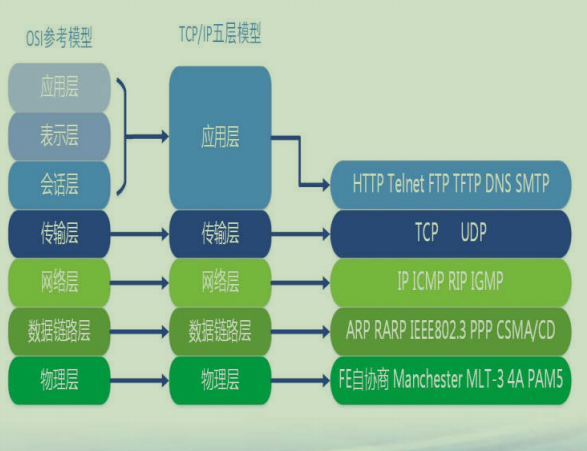 OSI参考模型
TCP/IP五层模型
应用层
表示层
会话层
应用层
HTTP Telnet FTP TFTP DNS SMTP
传输层
传输层
TCP UDP
网络层
网络层
IP ICMP RIP IGMP
数据链路层
数据链路层
ARP RARP IEEE802.3 PPP CSMA/CD
物理层
物理层
FE自协商 Manchester MLT-3 4A PAM5